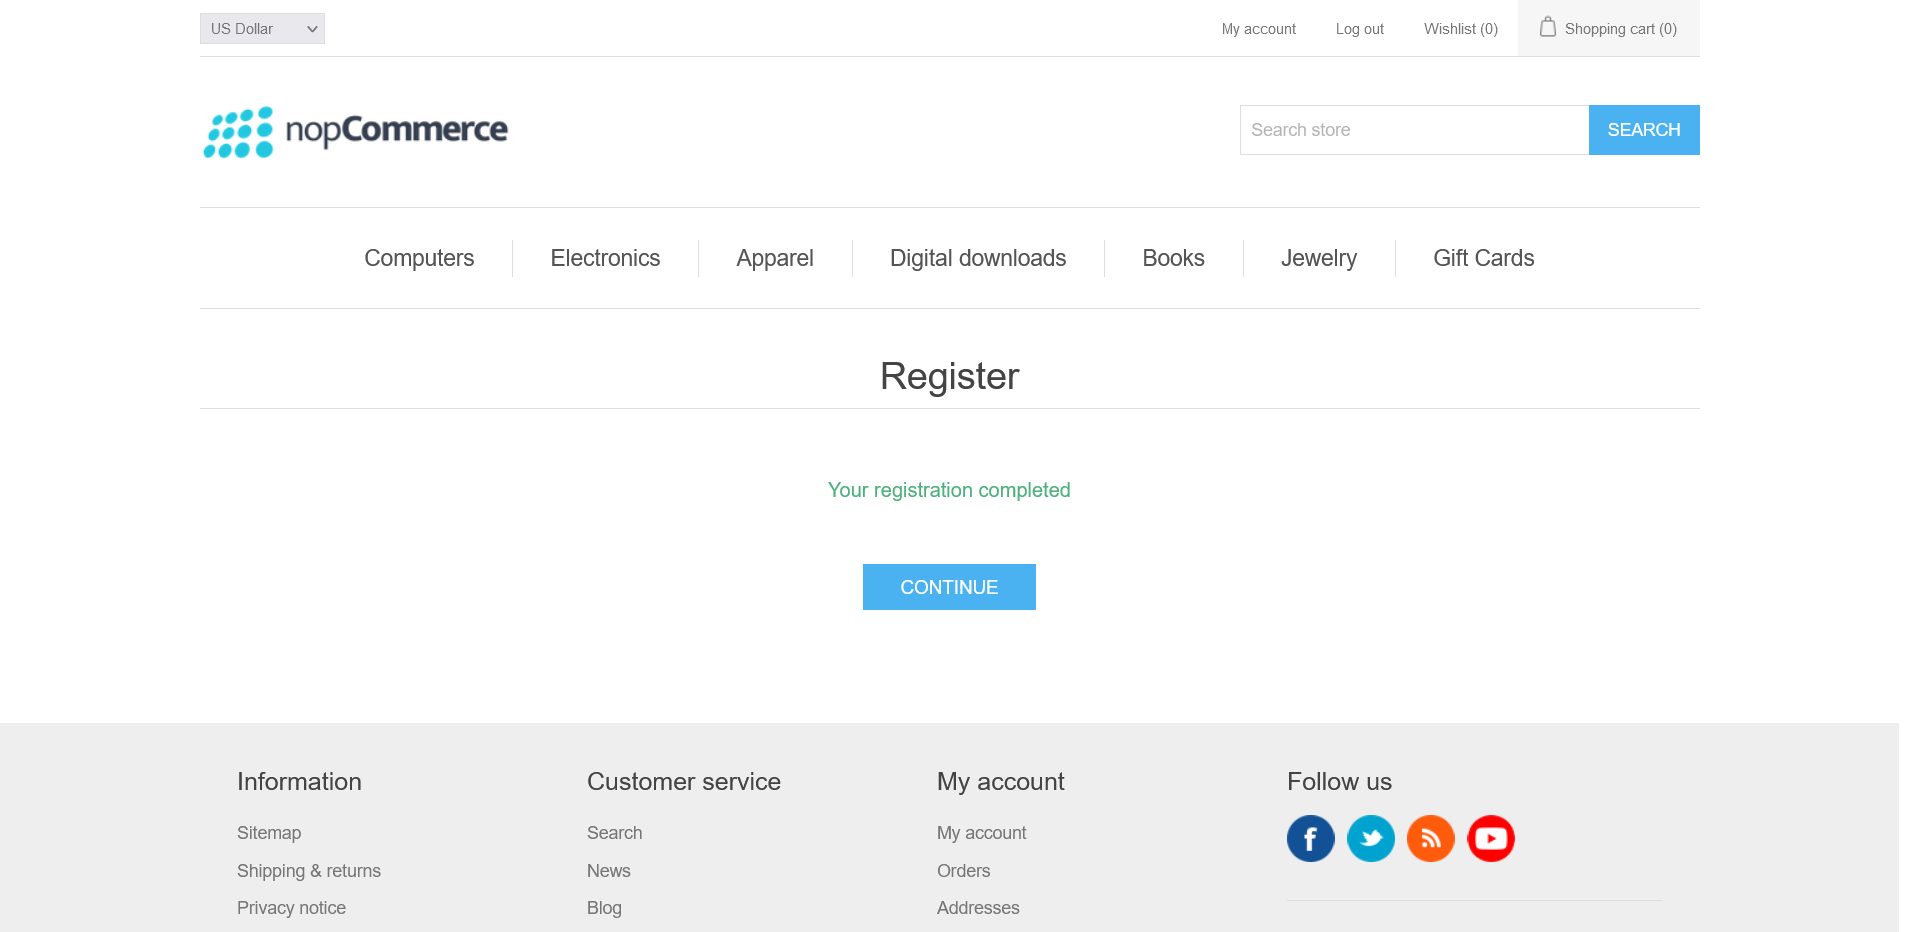 US Dollar
My account
Log out
Wishlist (0)
Shopping cart (0)
nopCommerce
Search store
SEARCH
Computers
Electronics
Apparel
Digital downloads
Books
Jewelry
Gift Cards
Register
Your registration completed
CONTINUE
Information
Sitemap
Shipping & returns
Privacy notice
Customer service
Search
News
Blog
My account
My account
Orders
Addresses
Follow us